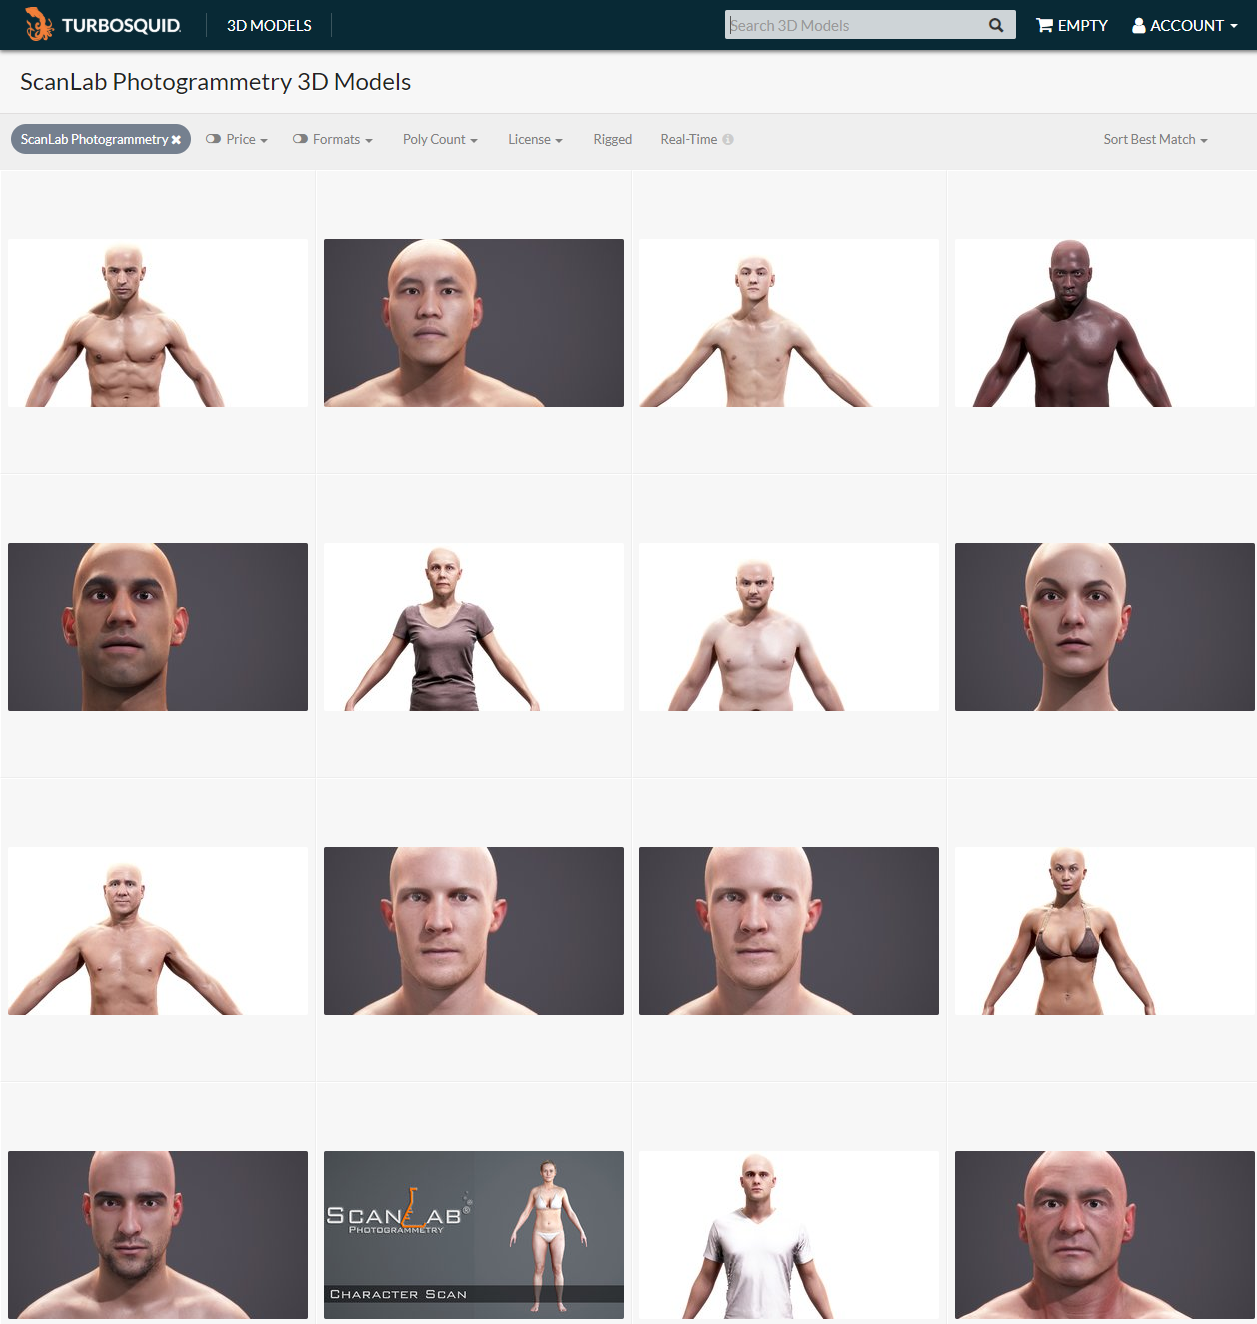 TURBOSQUID
3D MODELS
Search 3D Models
EMPTY
ACCOUNT
ScanLab Photogrammetry 3D Models
ScanLab Photogrammetry
Price
Formats
Poly Count
License
Rigged
Real-Time
Sort Best Match
SCANLAB
PHOTOGRAMMETRY
CHARACTER SCAN